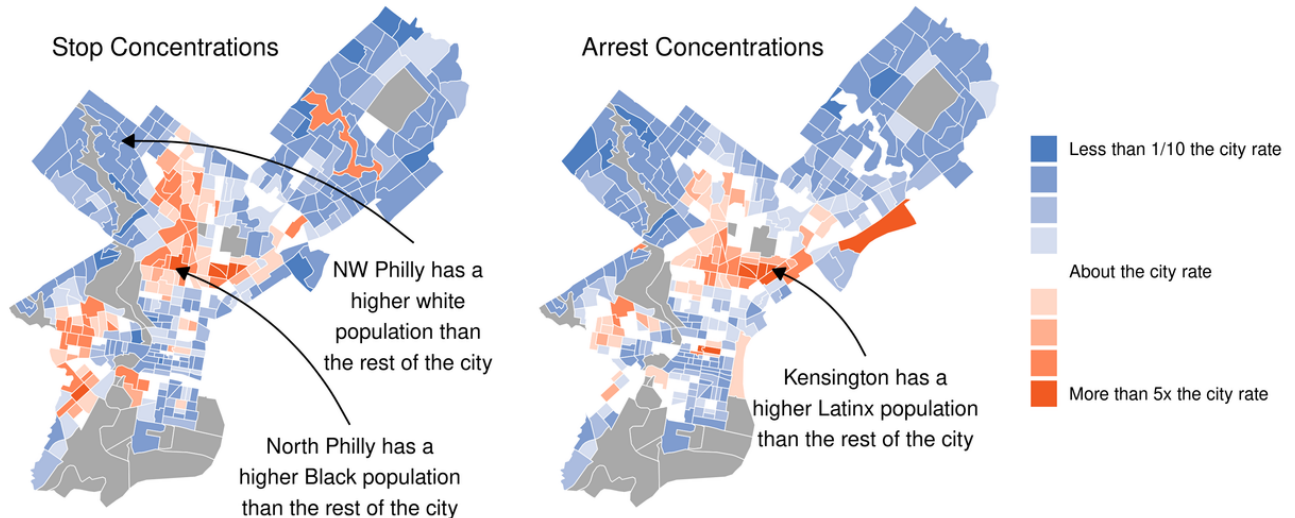 Stop Concentrations
NW Philly has a
higher white
population than
the rest of the city
North Philly has a
higher Black population
than the rest of the city
Arrest Concentrations
Kensington has a
higher Latinx population
than the rest of the city
Less than 1/10 the city rate
About the city rate
More than 5x the city rate